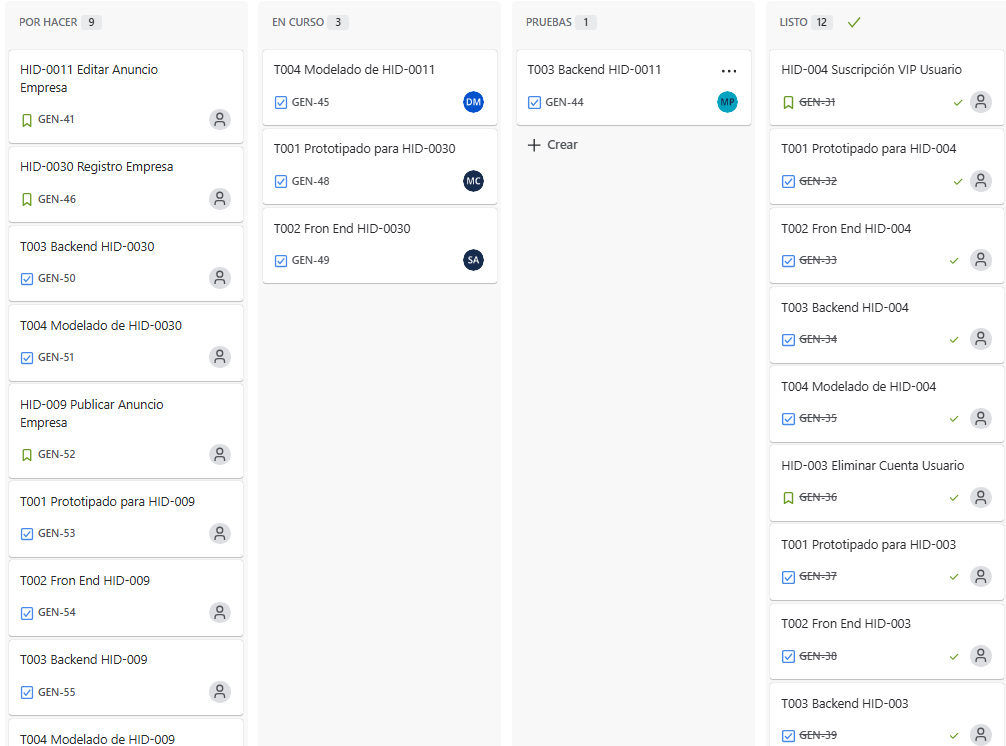 POR HACER 9
HID-0011 Editar Anuncio
Empresa
GEN-41
HID-0030 Registro Empresa
GEN-46
T003 Backend HID-0030
GEN-50
T004 Modelado de HID-0030
GEN-51
HID-009 Publicar Anuncio
Empresa
GEN-52
T001 Prototipado para HID-009
GEN-53
T002 Fron End HID-009
GEN-54
T003 Backend HID-009
GEN-55
T004 Modelado de HID-009
EN CURSO 3
T004 Modelado de HID-0011
GEN-45 DM
T001 Prototipado para HID-0030
GEN-48 MC
T002 Fron End HID-0030
GEN-49 SA
PRUEBAS 1
T003 Backend HID-0011
GEN-44 MP
Crear
LISTO 12
HID-004 Suscripción VIP Usuario
GEN-31
T001 Prototipado para HID-004
GEN-32
T002 Fron End HID-004
GEN-33
T003 Backend HID-004
GEN-34
T004 Modelado de HID-004
GEN-35
HID-003 Eliminar Cuenta Usuario
GEN-36
T001 Prototipado para HID-003
GEN-37
T002 Fron End HID-003
GEN-38
T003 Backend HID-003
GEN-39